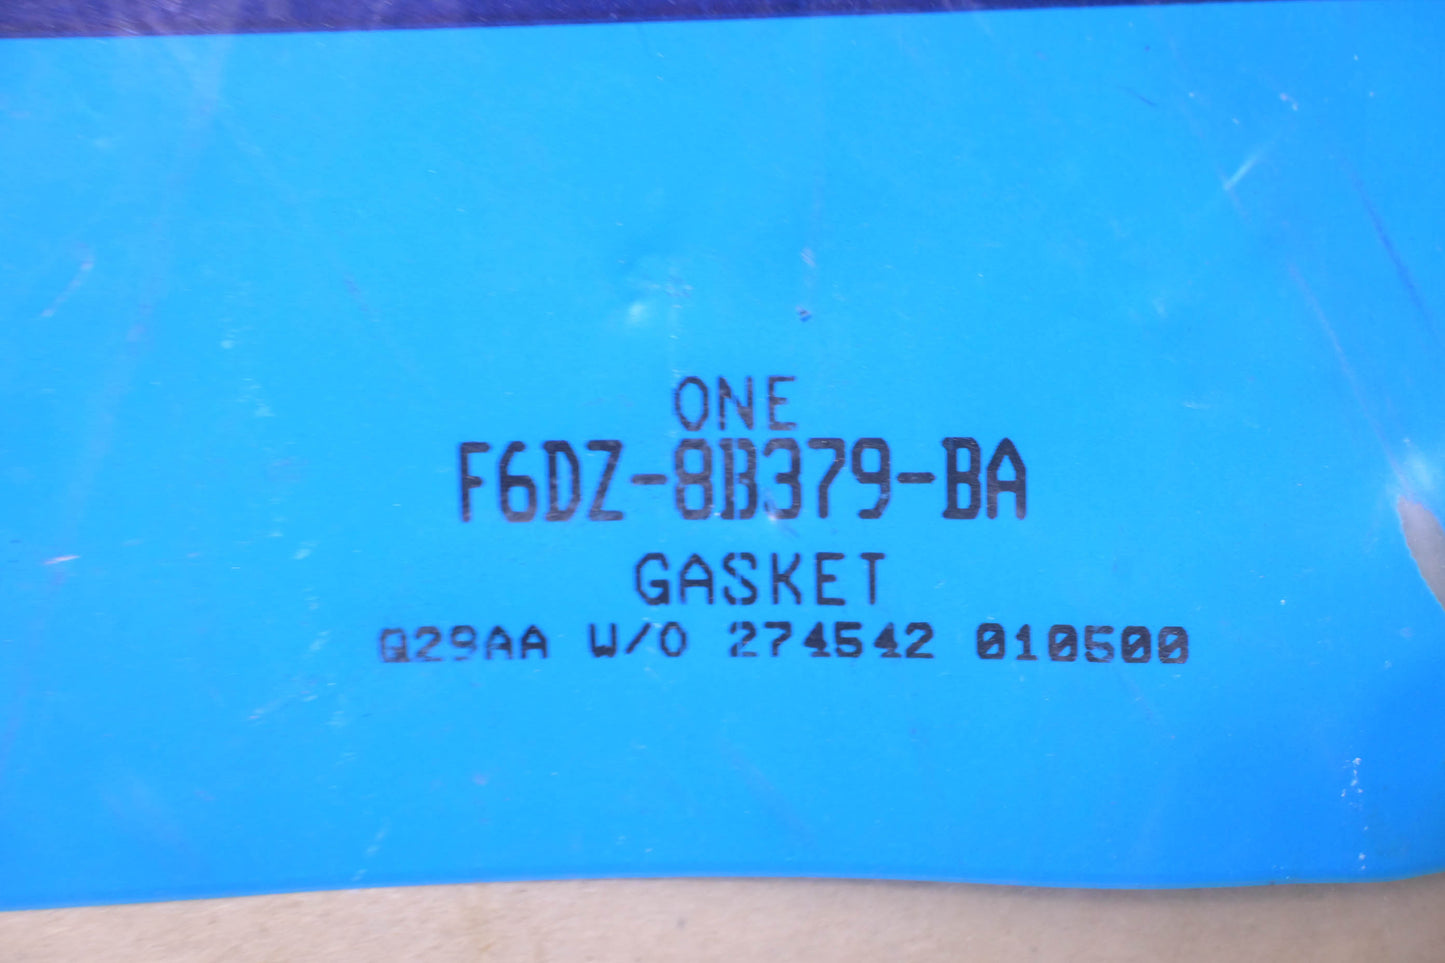 ONE
F6DZ-8B379-BA
GASKET
Q29AA W/O 274542 010500